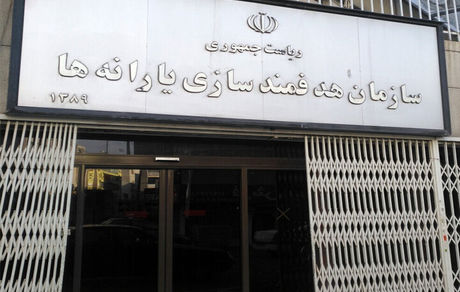 ریاست جمهوری
سازمان هدفمند سازی یارانه ها
۱۳۸۹